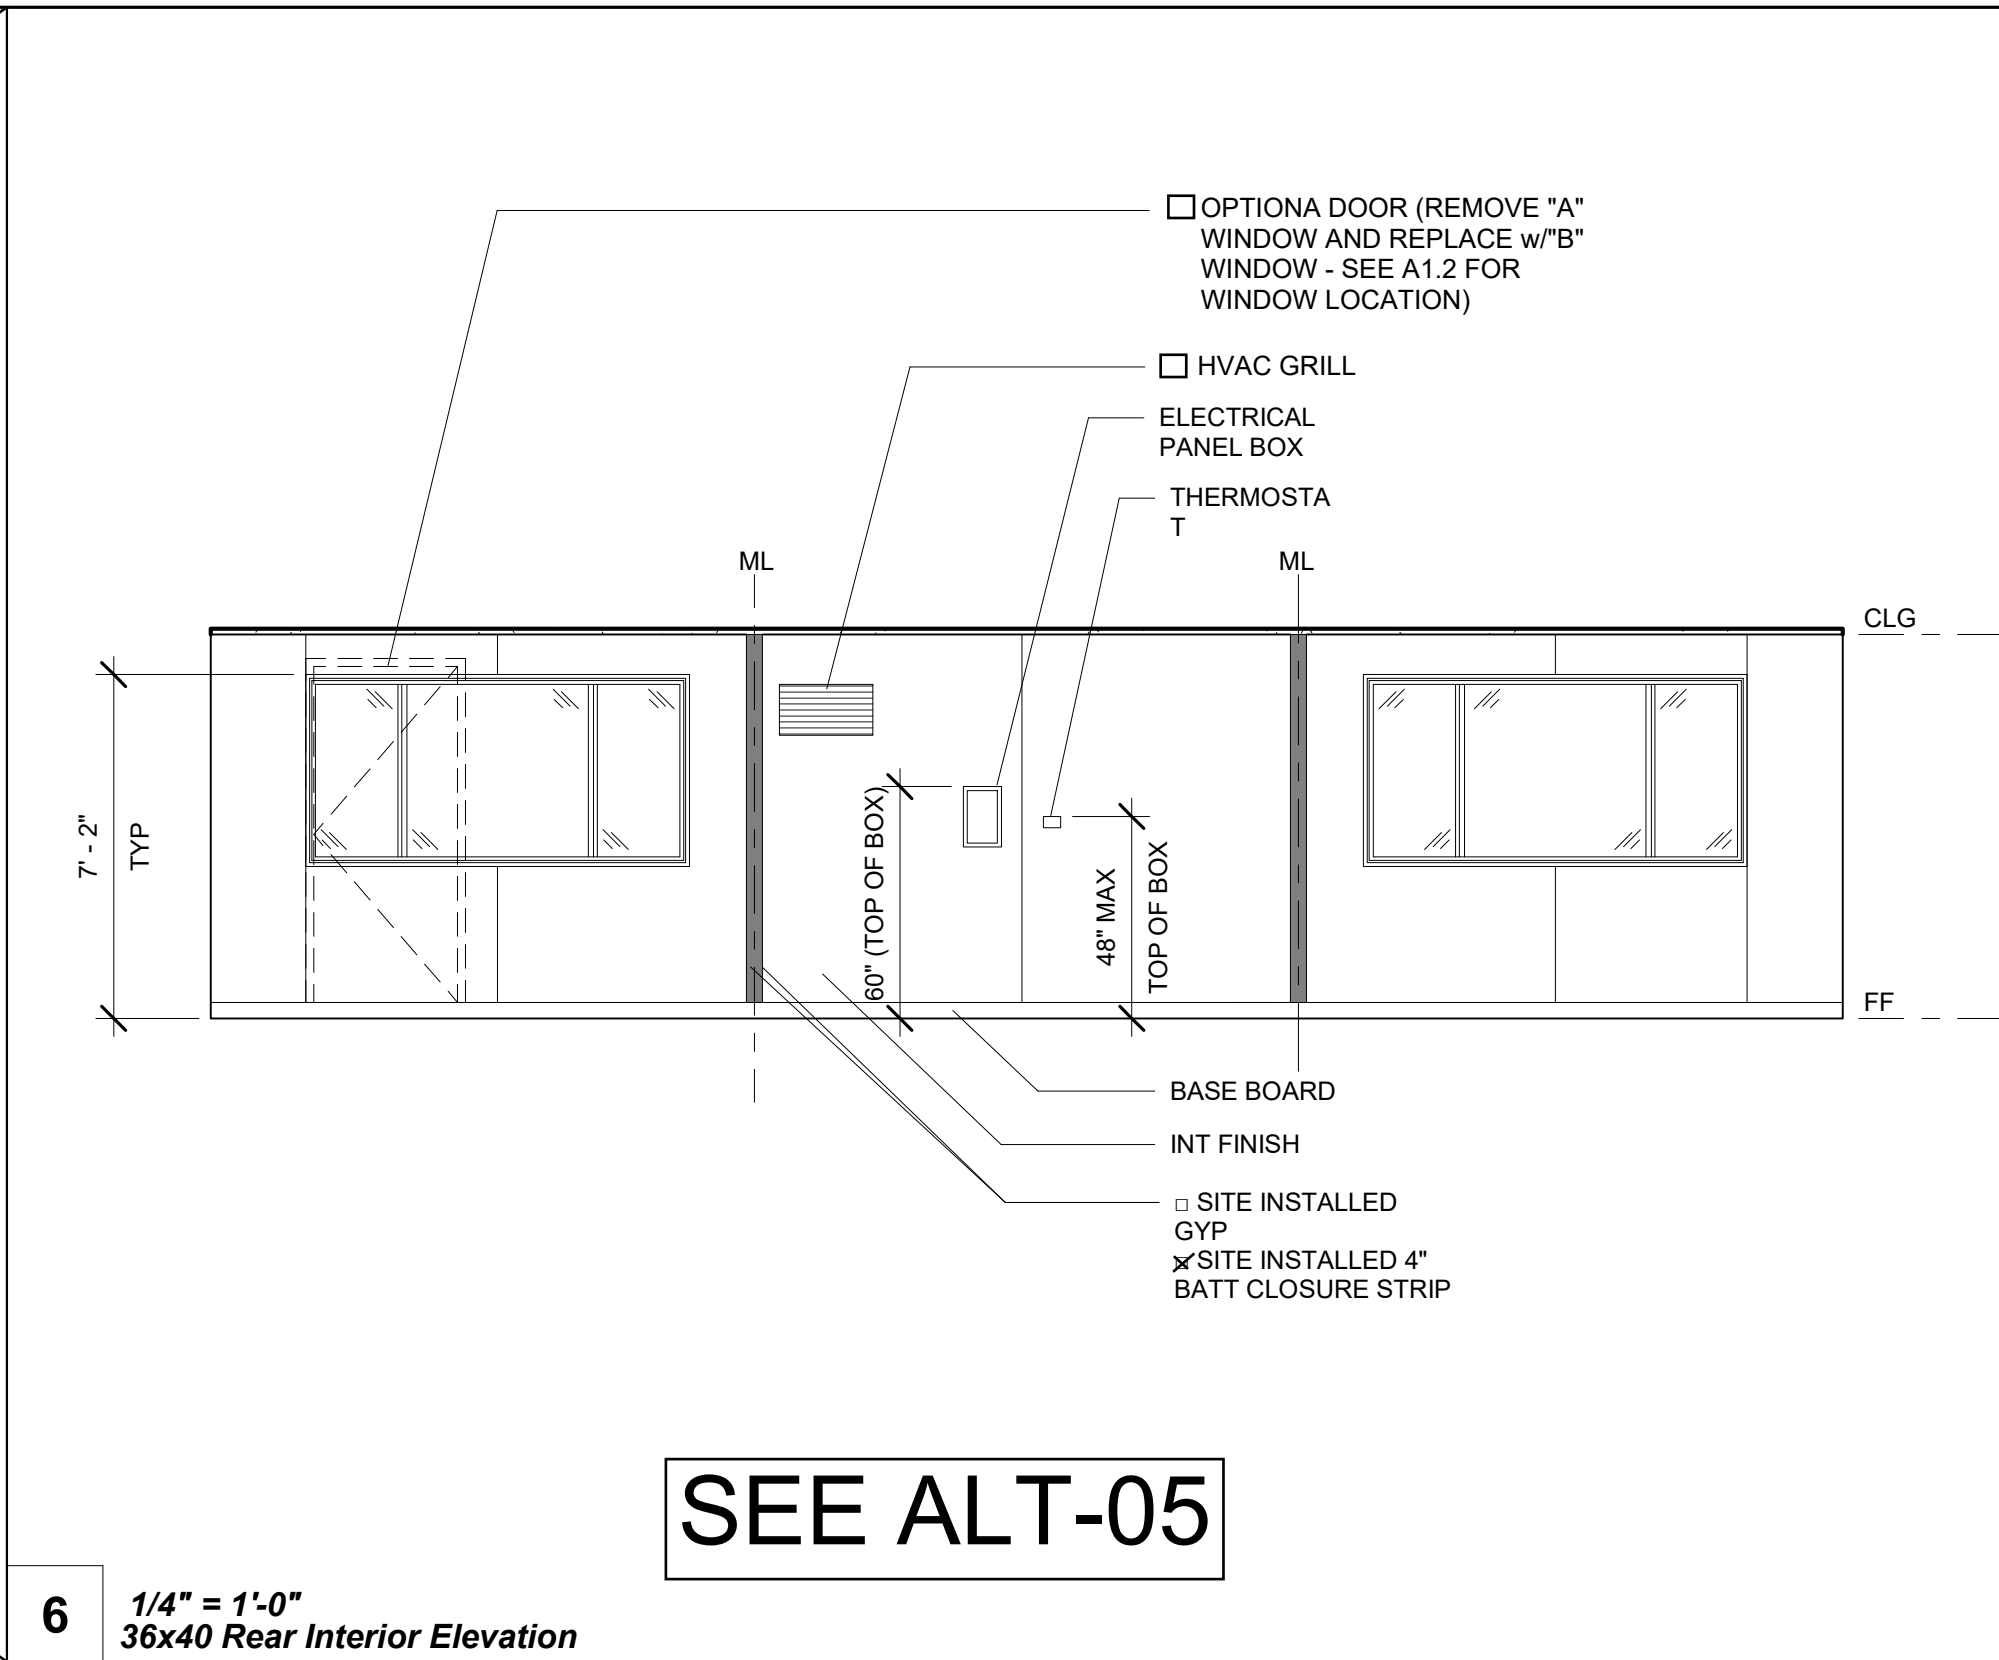 OPTIONA DOOR (REMOVE "A"
WINDOW AND REPLACE w/"B"
WINDOW - SEE A1.2 FOR
WINDOW LOCATION)
HVAC GRILL
ELECTRICAL
PANEL BOX
THERMOSTA
T
ML
ML
CLG
7' - 2"
TYP
60" (TOP OF BOX)
48" MAX
TOP OF BOX
FF
BASE BOARD
INT FINISH
SITE INSTALLED
GYP
SITE INSTALLED 4"
BATT CLOSURE STRIP
SEE ALT-05
6
1/4" = 1'-0"
36x40 Rear Interior Elevation